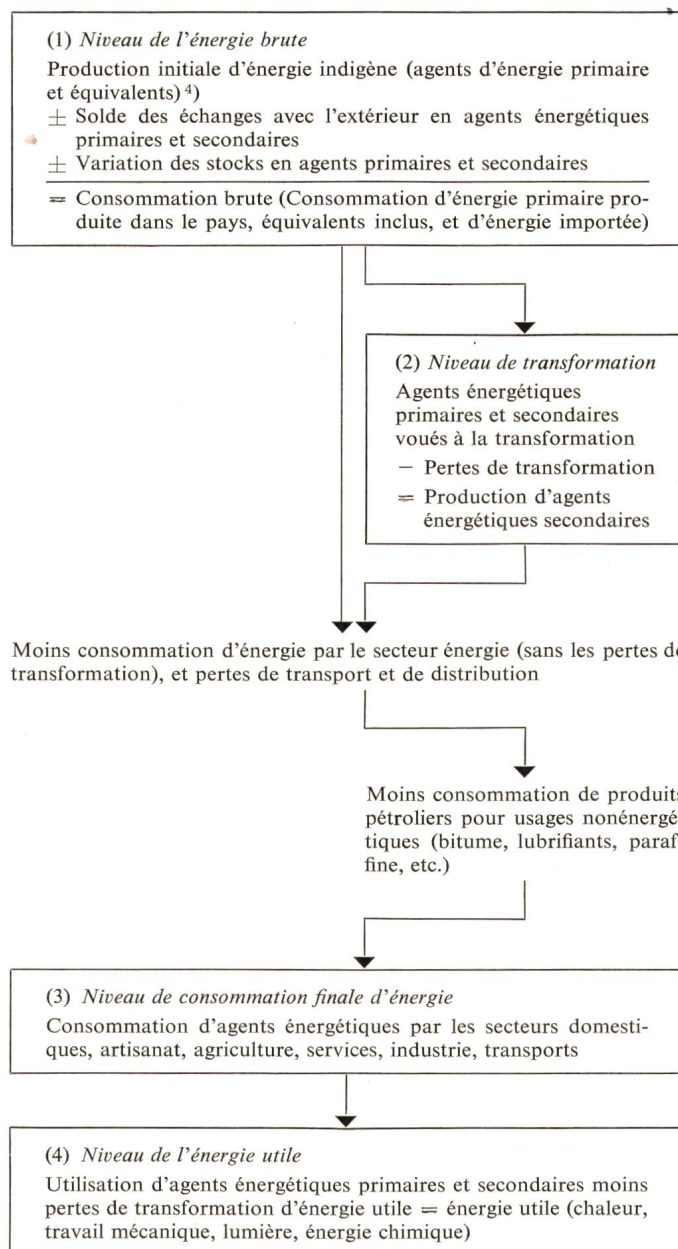 (1) Niveau de l'énergie brute
Production initiale d'énergie indigène (agents d'énergie primaire
et équivalents) 4)
± Solde des échanges avec l'extérieur en agents énergétiques
primaires et secondaires
± Variation des stocks en agents primaires et secondaires
= Consommation brute (Consommation d'énergie primaire pro-
duite dans le pays, équivalents inclus, et d'énergie importée)
(2) Niveau de transformation
Agents énergétiques
primaires et secondaires
voués à la transformation
− Pertes de transformation
= Production d'agents
énergétiques secondaires
Moins consommation d'énergie par le secteur énergie (sans les pertes de
transformation), et pertes de transport et de distribution
Moins consommation de produits
pétroliers pour usages nonénergé-
tiques (bitume, lubrifiants, paraf-
fine, etc.)
(3) Niveau de consommation finale d'énergie
Consommation d'agents énergétiques par les secteurs domesti-
ques, artisanat, agriculture, services, industrie, transports
(4) Niveau de l'énergie utile
Utilisation d'agents énergétiques primaires et secondaires moins
pertes de transformation d'énergie utile = énergie utile (chaleur,
travail mécanique, lumière, énergie chimique)